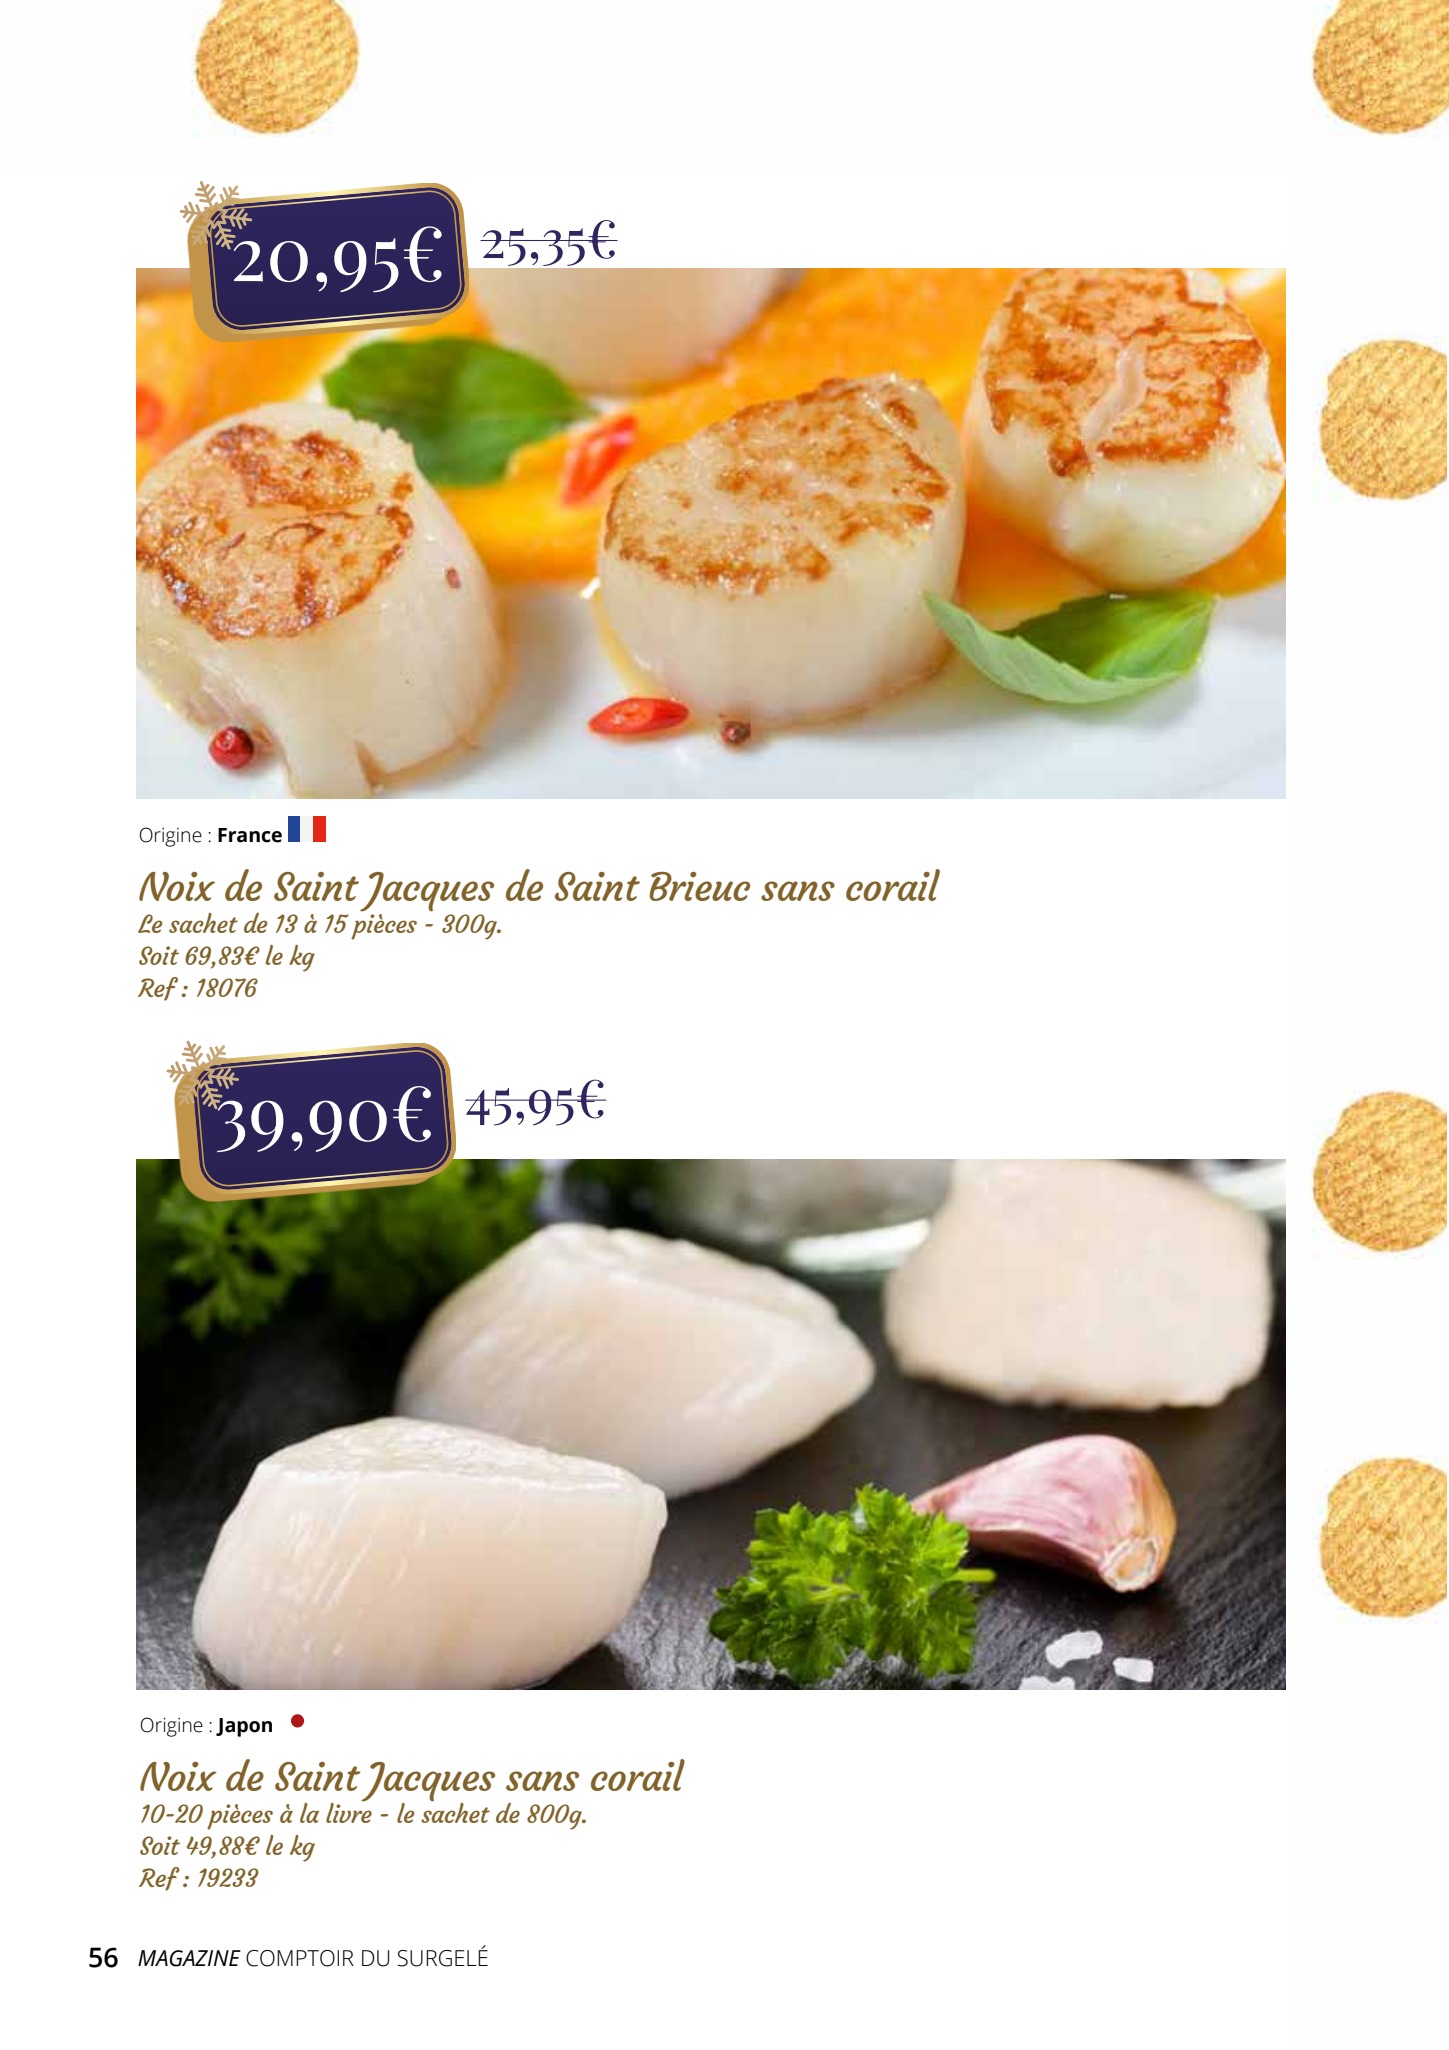 20,95€
25,35€
Origine : France
Noix de Saint Jacques de Saint Brieuc sans corail
Le sachet de 13 à 15 pièces - 300g.
Soit 69,83€ le kg
Ref : 18076
39,90€
45,95€
Origine : Japon
Noix de Saint Jacques sans corail
10-20 pièces à la livre - le sachet de 800g.
Soit 49,88€ le kg
Ref : 19233
56 MAGAZINE COMPTOIR DU SURGELÉ